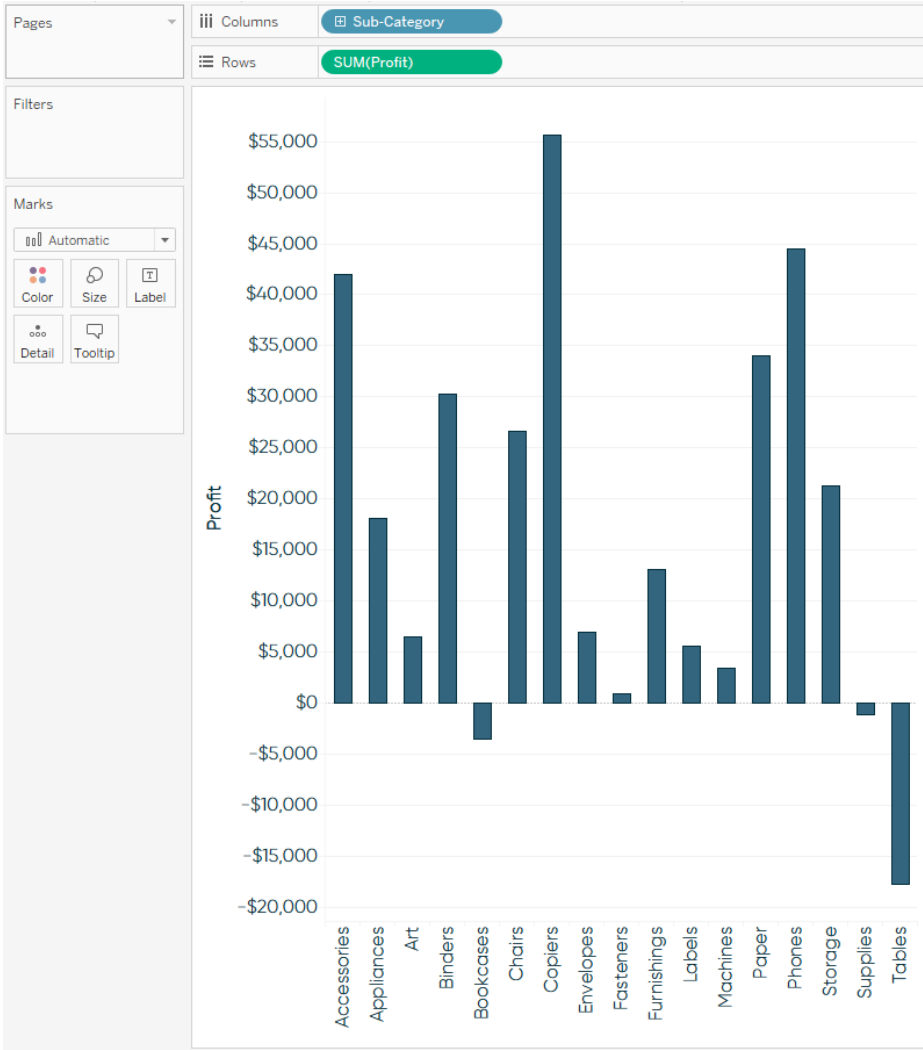 Pages
Columns
Sub-Category
Rows
SUM(Profit)
Filters
Marks
Automatic
Color
Size
T
Label
Detail
Tooltip
Profit
$55,000
$50,000
$45,000
$40,000
$35,000
$30,000
$25,000
$20,000
$15,000
$10,000
$5,000
$0
−$5,000
−$10,000
−$15,000
−$20,000
Accessories
Appliances
Art
Binders
Bookcases
Chairs
Copiers
Envelopes
Fasteners
Furnishings
Labels
Machines
Paper
Phones
Storage
Supplies
Tables